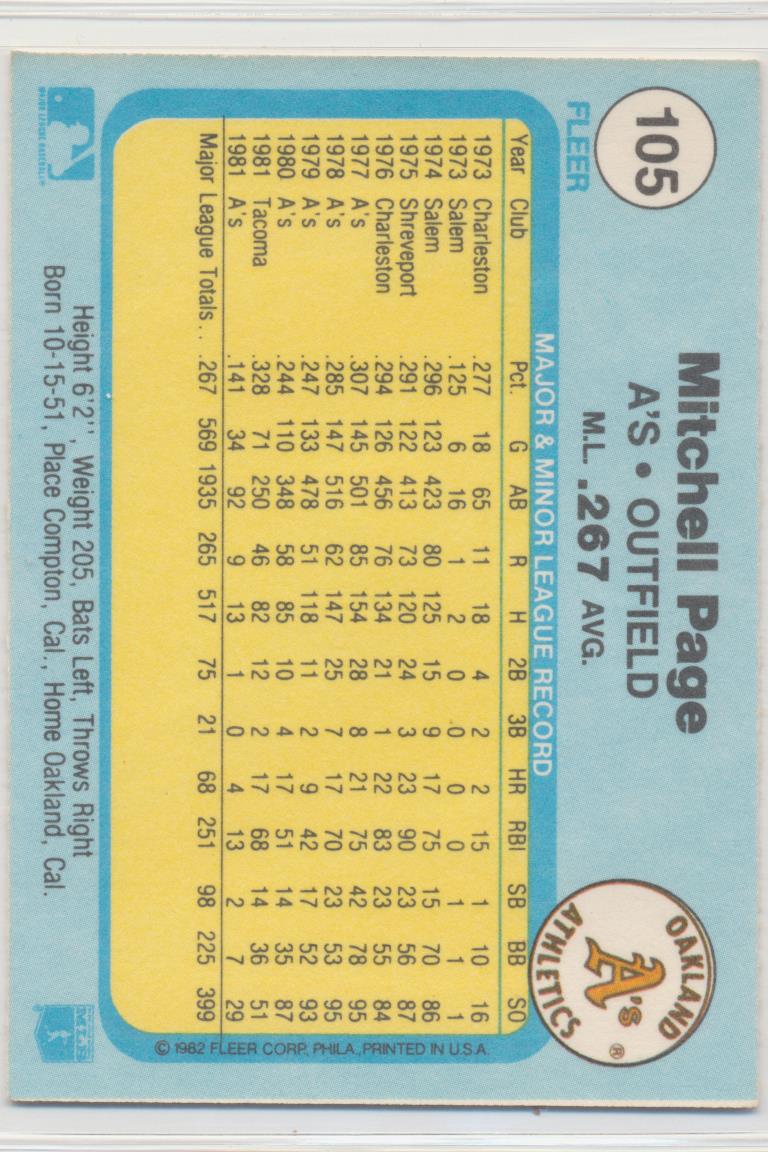 105
FLEER
Mitchell Page
A'S • OUTFIELD
M.L. .267 AVG.
OAKLAND
A's
ATHLETICS
®
MAJOR & MINOR LEAGUE RECORD
Year Club Pct. G AB R H 2B 3B HR RBI SB BB SO
1973 Charleston .277 18 65 11 18 4 2 2 15 1 10 16
1973 Salem .125 6 16 1 2 0 0 0 0 1 1 1
1974 Salem .296 123 423 80 125 15 9 17 75 15 70 86
1975 Shreveport .291 122 413 73 120 24 3 23 90 23 56 87
1976 Charleston .294 126 456 76 134 21 1 22 83 23 55 84
1977 A's .307 145 501 85 154 28 8 21 75 42 78 95
1978 A's .285 147 516 62 147 25 7 17 70 23 53 95
1979 A's .247 133 478 51 118 11 2 9 42 17 52 93
1980 A's .244 110 348 58 85 10 4 17 51 14 35 87
1981 Tacoma .328 71 250 46 82 12 2 17 68 14 36 51
1981 A's .141 34 92 9 13 1 0 4 13 2 7 29
Major League Totals . . .267 569 1935 265 517 75 21 68 251 98 225 399
© 1982 FLEER CORP. PHILA., PRINTED IN U.S.A.
MAJOR LEAGUE BASEBALL
Height 6'2'', Weight 205, Bats Left, Throws Right
Born 10-15-51, Place Compton, Cal., Home Oakland, Cal.